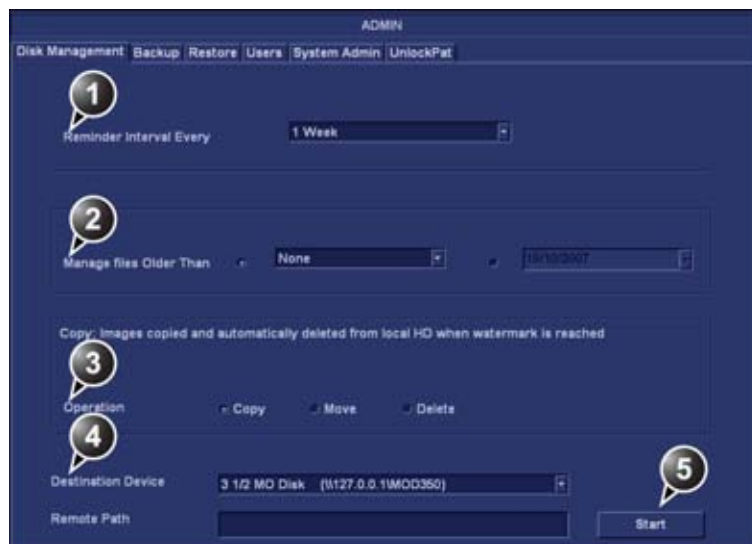 ADMIN
Disk Management Backup Restore Users System Admin UnlockPat
1
Reminder Interval Every 1 Week
2
Manage files Older Than None 19/10/2007
Copy: Images copied and automatically deleted from local HD when watermark is reached
3
Operation Copy Move Delete
4
Destination Device 3 1/2 MO Disk (\\127.0.0.1\MOD350)
5
Remote Path Start